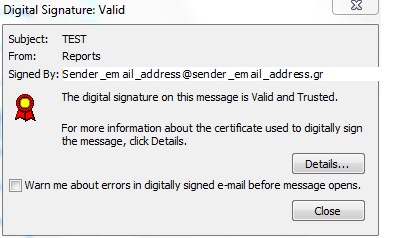 Digital Signature: Valid
Subject: TEST
From: Reports
Signed By: Sender_email_address@sender_email_address.gr
The digital signature on this message is Valid and Trusted.
For more information about the certificate used to digitally sign
the message, click Details.
Details...
Warn me about errors in digitally signed e-mail before message opens.
Close